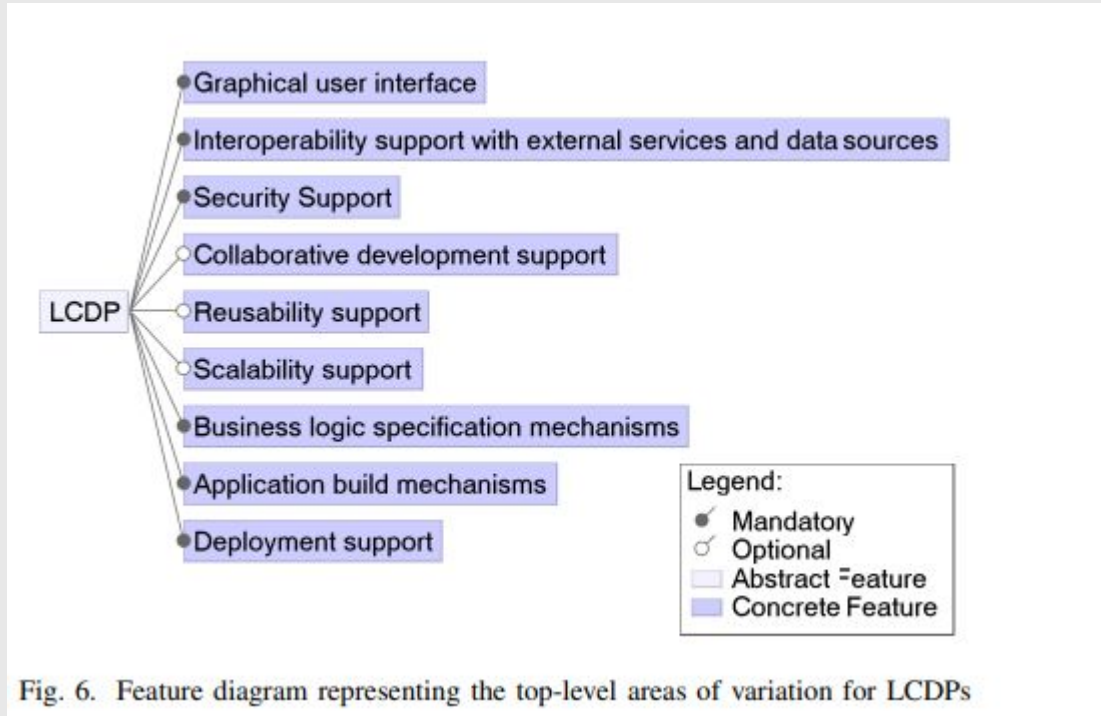 Graphical user interface
Interoperability support with external services and data sources
Security Support
Collaborative development support
LCDP
Reusability support
Scalability support
Business logic specification mechanisms
Application build mechanisms
Deployment support
Legend:
Mandatory
Optional
Abstract Feature
Concrete Feature
Fig. 6. Feature diagram representing the top-level areas of variation for LCDPs